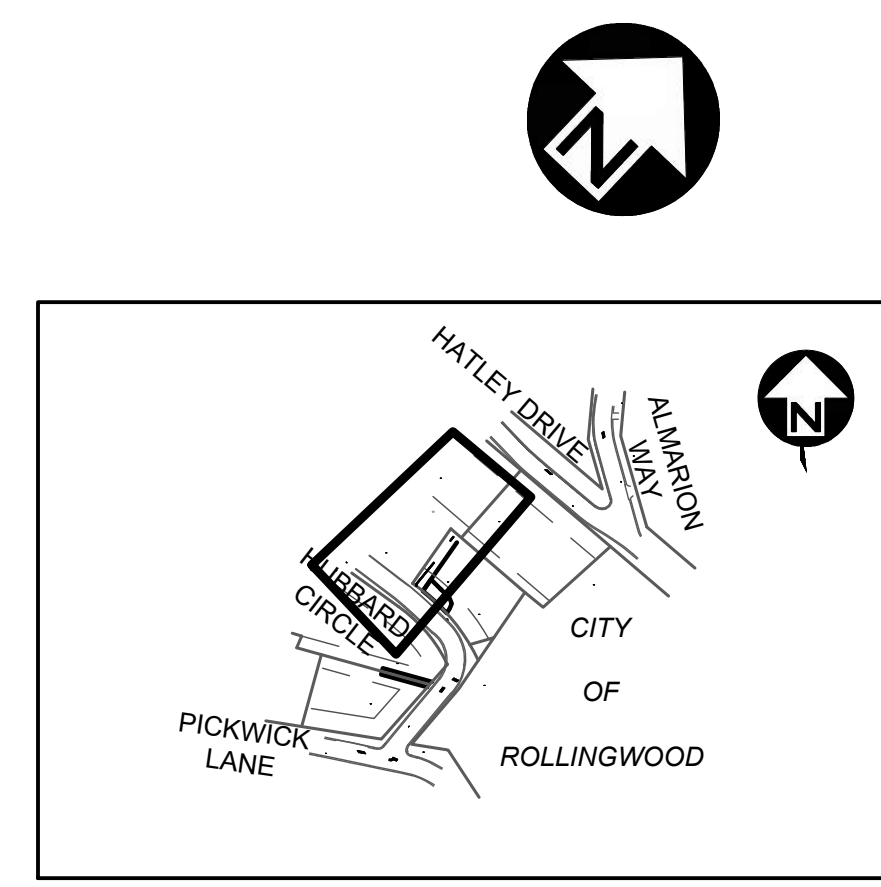 N
HATLEY DRIVE
ALMARION
WAY
N
HUBBARD
CIRCLE
CITY
OF
ROLLINGWOOD
PICKWICK
LANE